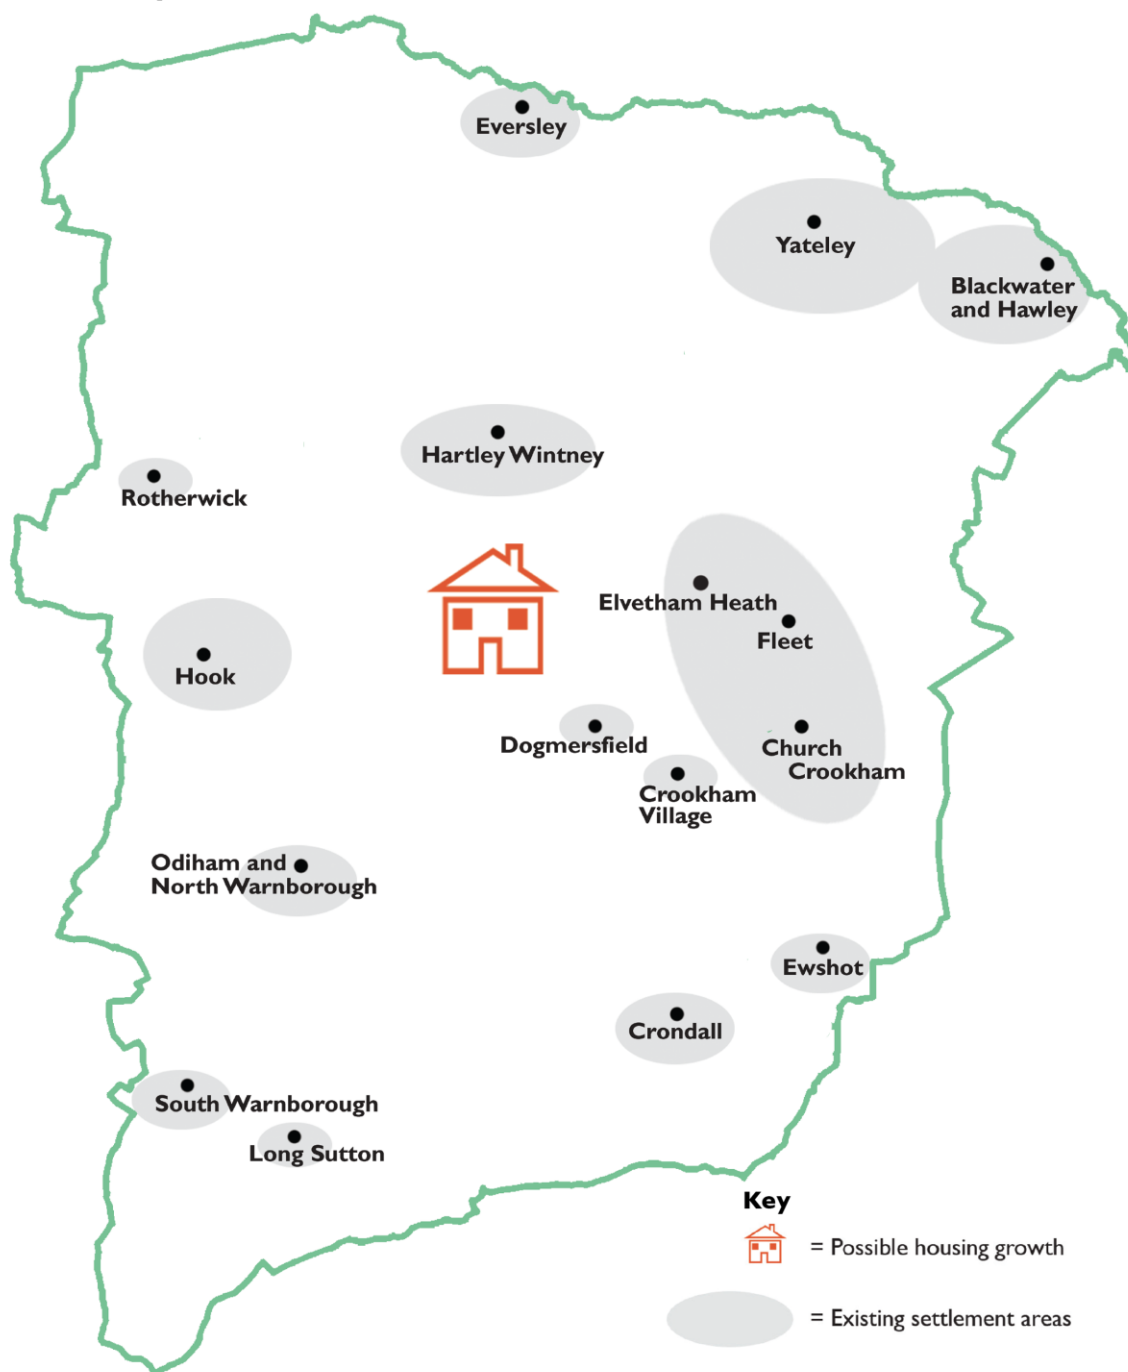 Eversley
Yateley
Blackwater
and Hawley
Hartley Wintney
Rotherwick
Elvetham Heath
Fleet
Hook
Dogmersfield
Church
Crookham
Crookham
Village
Odiham and
North Warnborough
Ewshot
Crondall
South Warnborough
Long Sutton
Key
= Possible housing growth
= Existing settlement areas